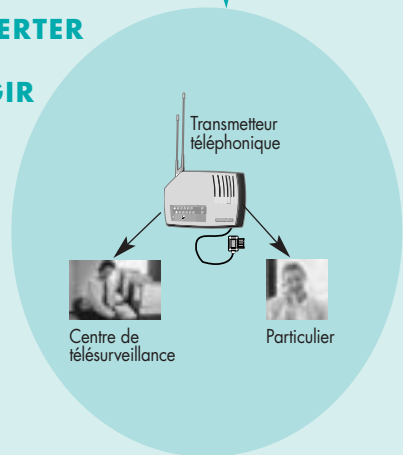 ERTER
GIR
Transmetteur
téléphonique
Centre de
télésurveillance
Particulier